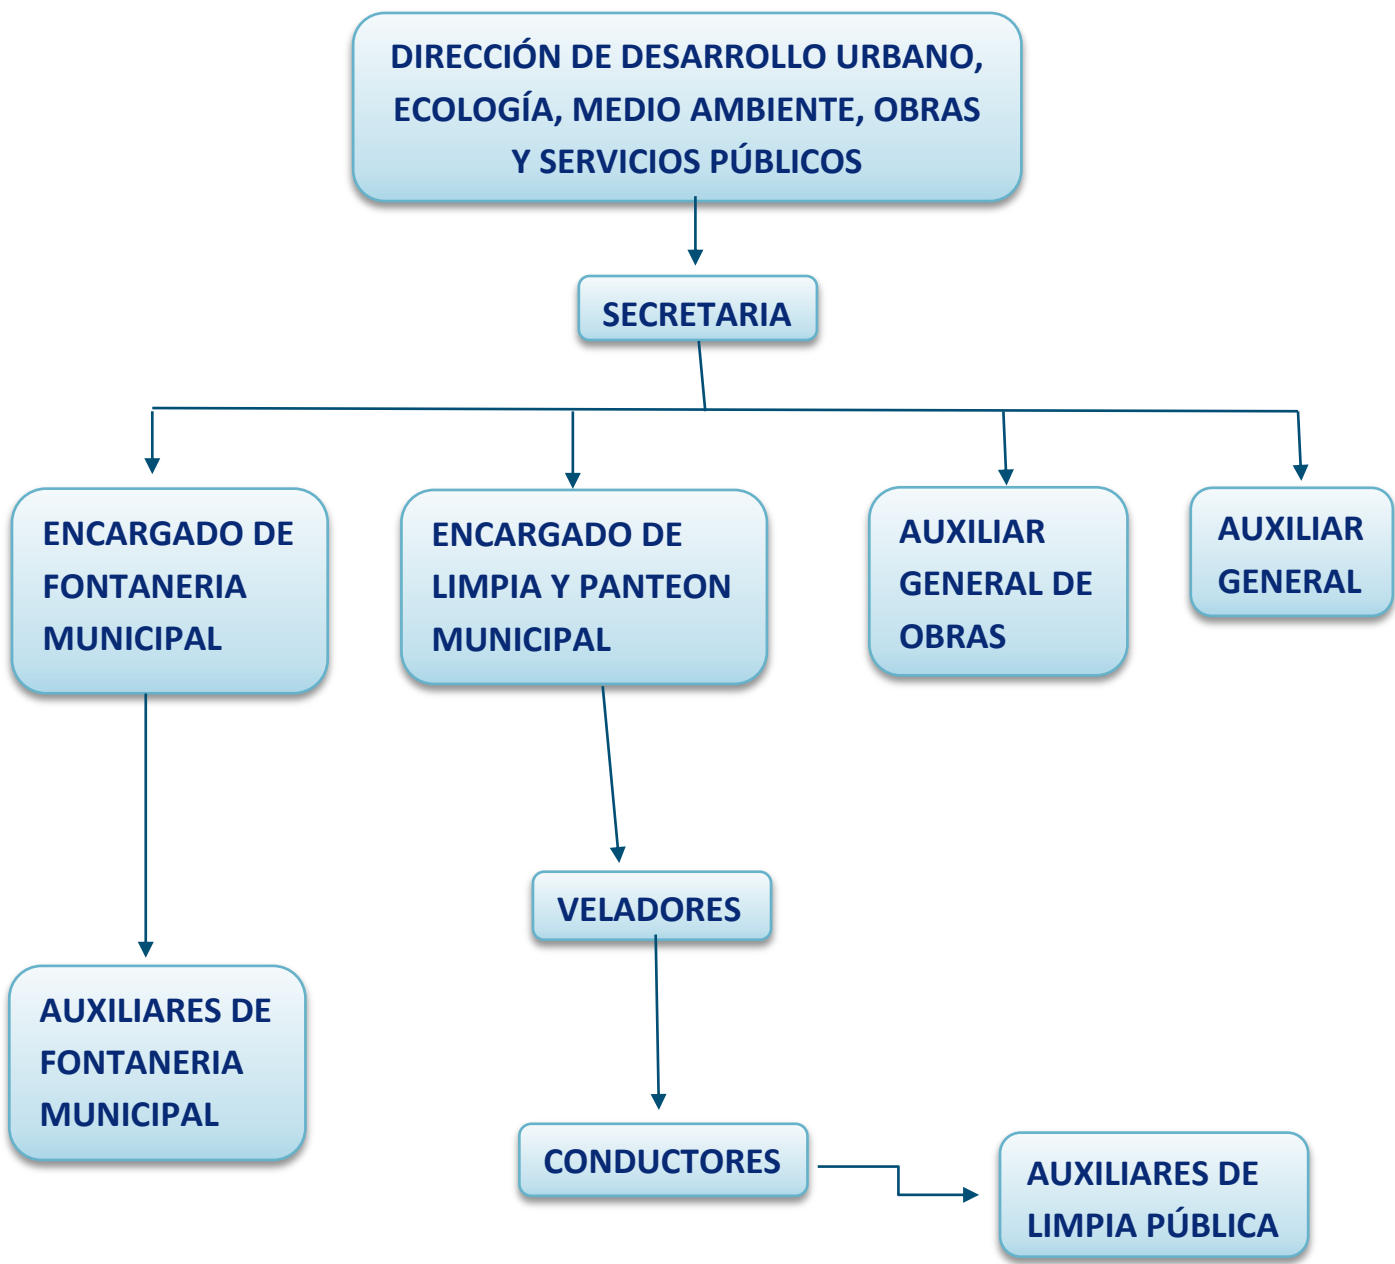 DIRECCIÓN DE DESARROLLO URBANO,
ECOLOGÍA, MEDIO AMBIENTE, OBRAS
Y SERVICIOS PÚBLICOS
SECRETARIA
ENCARGADO DE
FONTANERIA
MUNICIPAL
ENCARGADO DE
LIMPIA Y PANTEON
MUNICIPAL
AUXILIAR
GENERAL DE
OBRAS
AUXILIAR
GENERAL
VELADORES
AUXILIARES DE
FONTANERIA
MUNICIPAL
CONDUCTORES
AUXILIARES DE
LIMPIA PÚBLICA